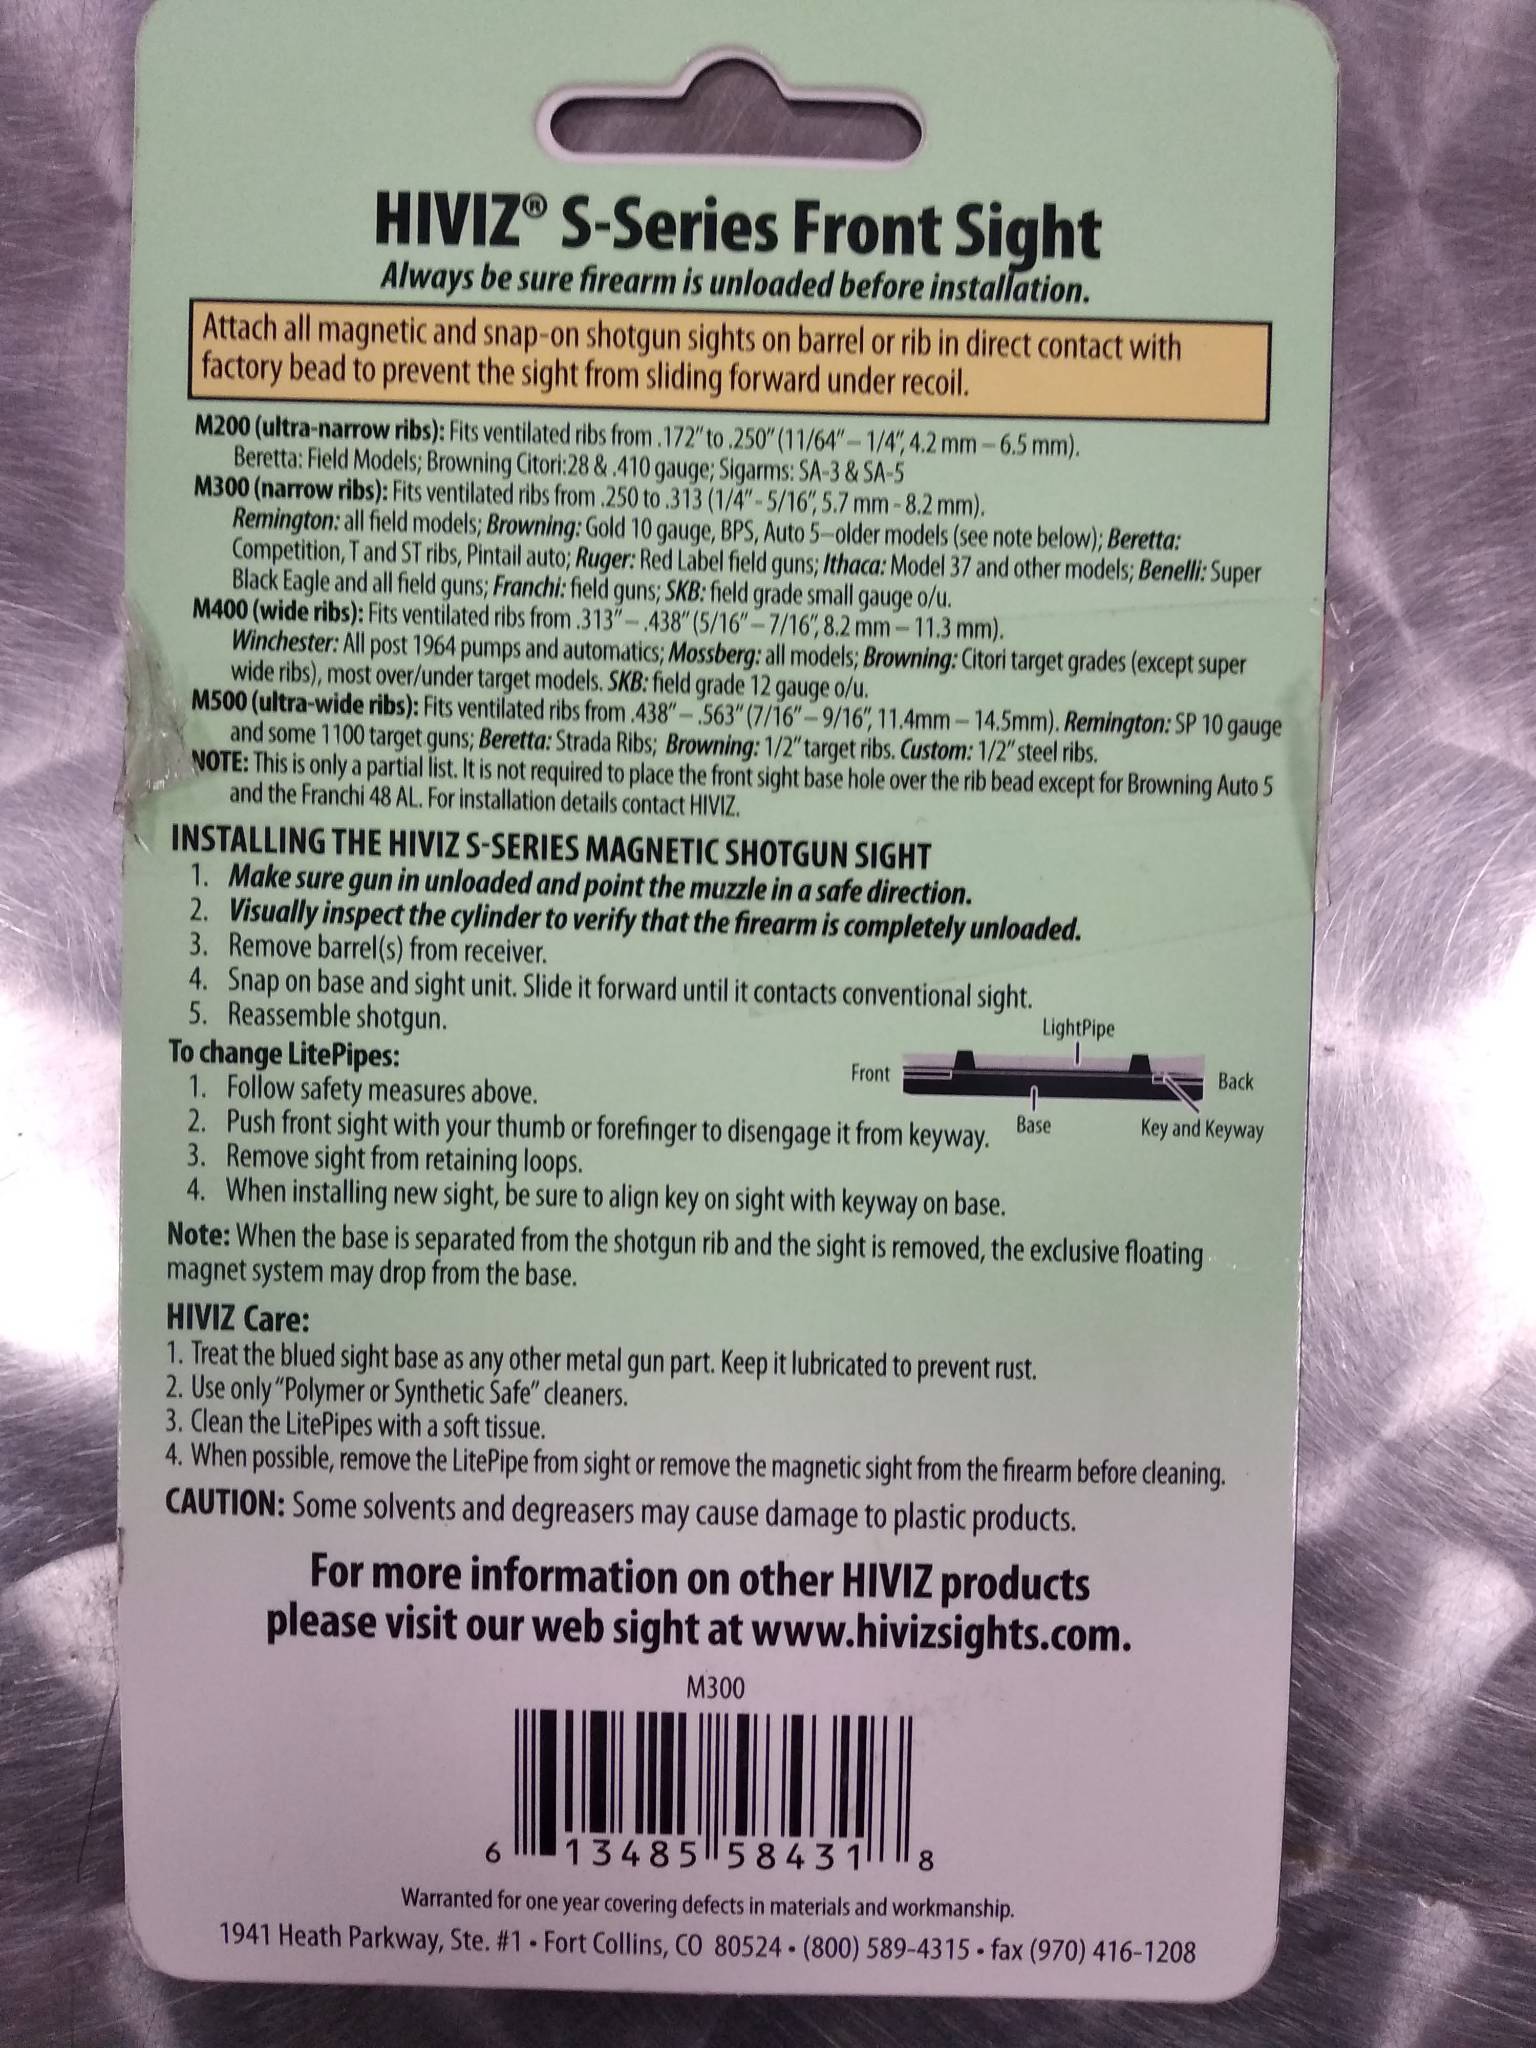 HIVIZ® S-Series Front Sight
Always be sure firearm is unloaded before installation.
Attach all magnetic and snap-on shotgun sights on barrel or rib in direct contact with
factory bead to prevent the sight from sliding forward under recoil.
M200 (ultra-narrow ribs): Fits ventilated ribs from .172" to .250" (11/64" – 1/4", 4.2 mm – 6.5 mm).
Beretta: Field Models; Browning Citori:28 & .410 gauge; Sigarms: SA-3 & SA-5
M300 (narrow ribs): Fits ventilated ribs from .250 to .313 (1/4" - 5/16", 5.7 mm - 8.2 mm).
Remington: all field models; Browning: Gold 10 gauge, BPS, Auto 5–older models (see note below); Beretta:
Competition, T and ST ribs, Pintail auto; Ruger: Red Label field guns; Ithaca: Model 37 and other models; Benelli: Super
Black Eagle and all field guns; Franchi: field guns; SKB: field grade small gauge o/u.
M400 (wide ribs): Fits ventilated ribs from .313" – .438" (5/16" – 7/16", 8.2 mm – 11.3 mm).
Winchester: All post 1964 pumps and automatics; Mossberg: all models; Browning: Citori target grades (except super
wide ribs), most over/under target models. SKB: field grade 12 gauge o/u.
M500 (ultra-wide ribs): Fits ventilated ribs from .438" – .563" (7/16" – 9/16", 11.4mm – 14.5mm). Remington: SP 10 gauge
and some 1100 target guns; Beretta: Strada Ribs; Browning: 1/2" target ribs. Custom: 1/2" steel ribs.
NOTE: This is only a partial list. It is not required to place the front sight base hole over the rib bead except for Browning Auto 5
and the Franchi 48 AL. For installation details contact HIVIZ.
INSTALLING THE HIVIZ S-SERIES MAGNETIC SHOTGUN SIGHT
1. Make sure gun in unloaded and point the muzzle in a safe direction.
2. Visually inspect the cylinder to verify that the firearm is completely unloaded.
3. Remove barrel(s) from receiver.
4. Snap on base and sight unit. Slide it forward until it contacts conventional sight.
5. Reassemble shotgun.
LightPipe
Front
Back
Base
Key and Keyway
To change LitePipes:
1. Follow safety measures above.
2. Push front sight with your thumb or forefinger to disengage it from keyway.
3. Remove sight from retaining loops.
4. When installing new sight, be sure to align key on sight with keyway on base.
Note: When the base is separated from the shotgun rib and the sight is removed, the exclusive floating
magnet system may drop from the base.
HIVIZ Care:
1. Treat the blued sight base as any other metal gun part. Keep it lubricated to prevent rust.
2. Use only "Polymer or Synthetic Safe" cleaners.
3. Clean the LitePipes with a soft tissue.
4. When possible, remove the LitePipe from sight or remove the magnetic sight from the firearm before cleaning.
CAUTION: Some solvents and degreasers may cause damage to plastic products.
For more information on other HIVIZ products
please visit our web sight at www.hivizsights.com.
M300
6 13485 58431 8
Warranted for one year covering defects in materials and workmanship.
1941 Heath Parkway, Ste. #1 • Fort Collins, CO 80524 • (800) 589-4315 • fax (970) 416-1208